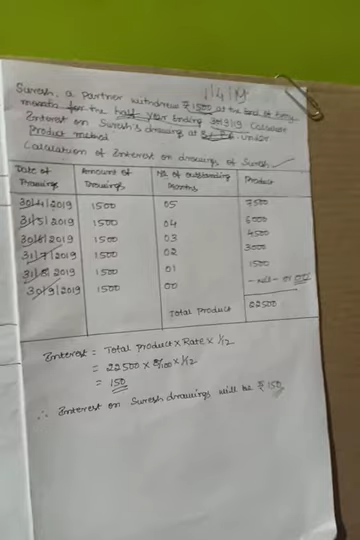 1/4/19
Suresh, a Partner withdrew ₹ 1500 at the End of Every
month for the half year Ending 30/9/19. Calculate
Interest on Suresh's drawing at under
Product method
Calculation of Interest on drawings of Suresh
Date of Drawings Amount of Drawings No of outstanding Months Product
30/4/2019 1500 05 7500
31/5/2019 1500 04 6000
30/6/2019 1500 03 4500
31/7/2019 1500 02 3000
31/8/2019 1500 01 1500
30/9/2019 1500 00 - nil -
Total Product 22500
Interest = Total Product x Rate x 1/12
= 22500 x 8/100 x 1/12
= 150
∴ Interest on Suresh drawings will be ₹ 150